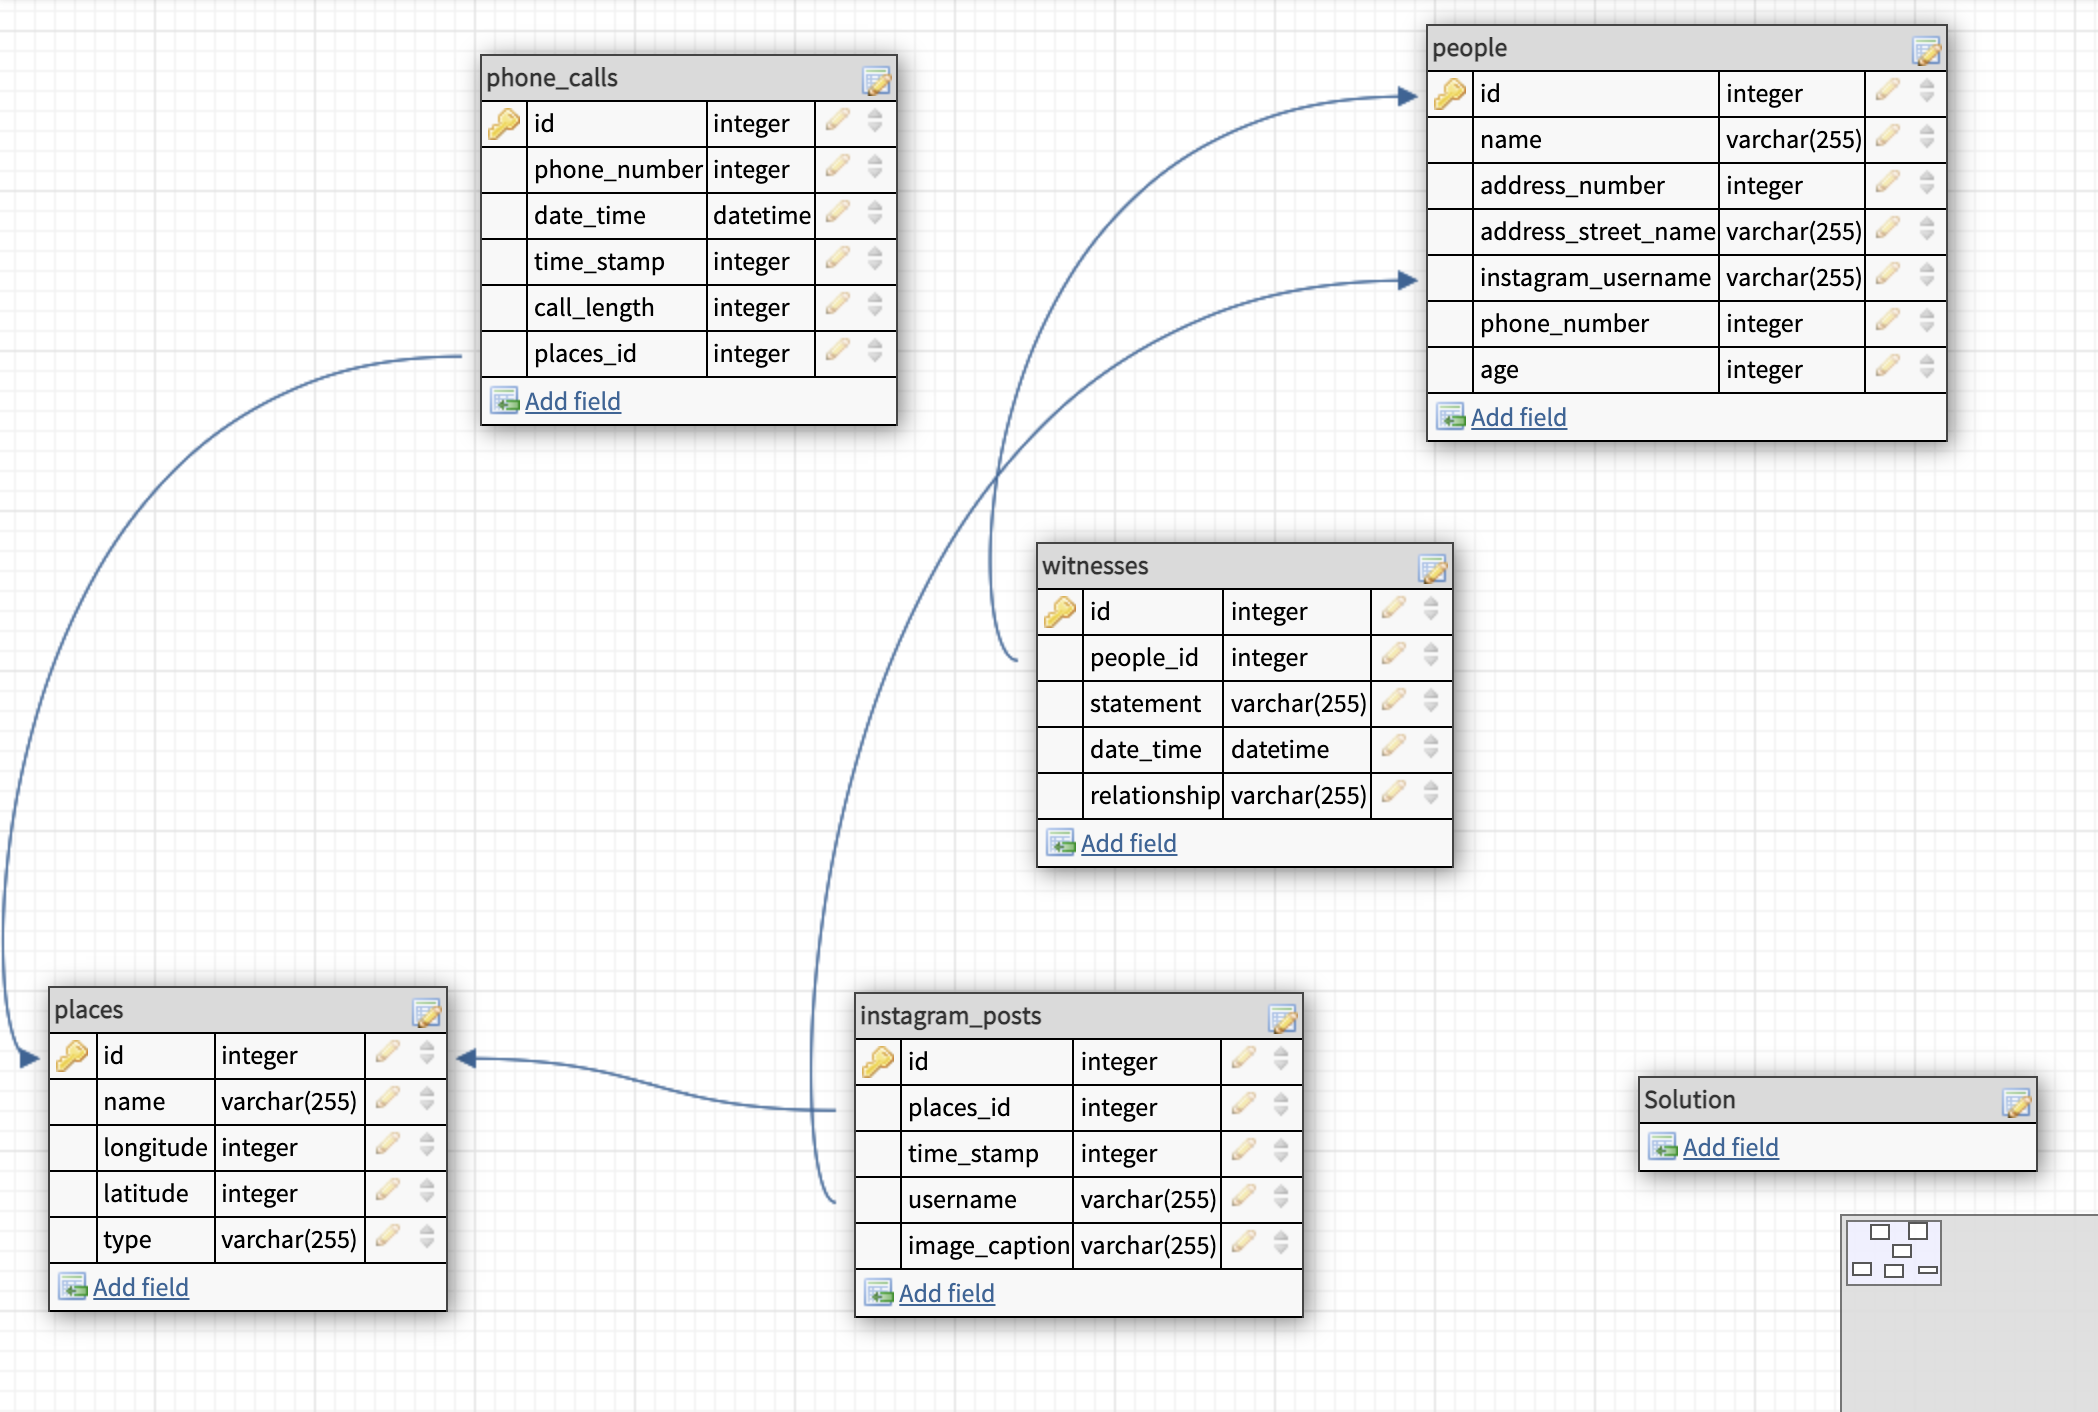 phone_calls
id integer
phone_number integer
date_time datetime
time_stamp integer
call_length integer
places_id integer
Add field
people
id integer
name varchar(255)
address_number integer
address_street_name varchar(255)
instagram_username varchar(255)
phone_number integer
age integer
Add field
witnesses
id integer
people_id integer
statement varchar(255)
date_time datetime
relationship varchar(255)
Add field
places
id integer
name varchar(255)
longitude integer
latitude integer
type varchar(255)
Add field
instagram_posts
id integer
places_id integer
time_stamp integer
username varchar(255)
image_caption varchar(255)
Add field
Solution
Add field